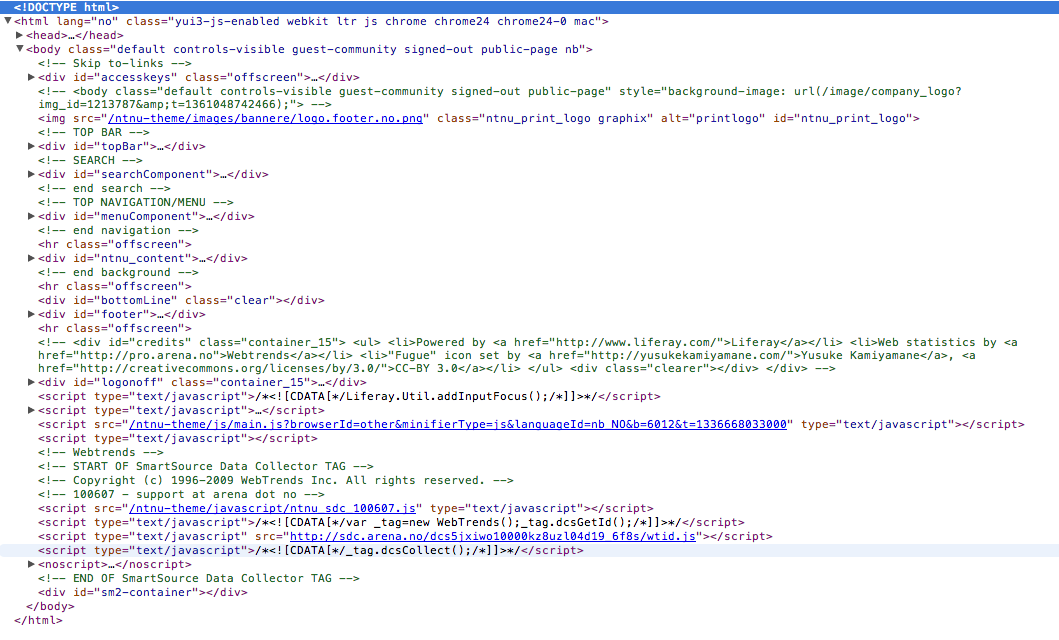 <!DOCTYPE html>
<html lang="no" class="yui3-js-enabled webkit ltr js chrome chrome24 chrome24-0 mac">
<head>…</head>
<body class="default controls-visible guest-community signed-out public-page nb">
<!-- Skip to-links -->
<div id="accesskeys" class="offscreen">…</div>
<!-- <body class="default controls-visible guest-community signed-out public-page" style="background-image: url(/image/company_logo?
img_id=1213787&amp;t=1361048742466);"> -->
<img src="/ntnu-theme/images/bannere/logo.footer.no.png" class="ntnu_print_logo graphix" alt="printlogo" id="ntnu_print_logo">
<!-- TOP BAR -->
<div id="topBar">…</div>
<!-- SEARCH -->
<div id="searchComponent">…</div>
<!-- end search -->
<!-- TOP NAVIGATION/MENU -->
<div id="menuComponent">…</div>
<!-- end navigation -->
<hr class="offscreen">
<div id="ntnu_content">…</div>
<!-- end background -->
<hr class="offscreen">
<div id="bottomLine" class="clear"></div>
<div id="footer">…</div>
<hr class="offscreen">
<!-- <div id="credits" class="container_15"> <ul> <li>Powered by <a href="http://www.liferay.com/">Liferay</a></li> <li>Web statistics by <a
href="http://pro.arena.no">Webtrends</a></li> <li>"Fugue" icon set by <a href="http://yusukekamiyamane.com/">Yusuke Kamiyamane</a>, <a
href="http://creativecommons.org/licenses/by/3.0/">CC-BY 3.0</a></li> </ul> <div class="clearer"></div> </div> -->
<div id="logonoff" class="container_15">…</div>
<script type="text/javascript">/*<![CDATA[*/Liferay.Util.addInputFocus();/*]]>*/</script>
<script type="text/javascript">…</script>
<script src="/ntnu-theme/js/main.js?browserId=other&minifierType=js&languageId=nb_NO&b=6012&t=1336668033000" type="text/javascript"></script>
<script type="text/javascript"></script>
<!-- Webtrends -->
<!-- START OF SmartSource Data Collector TAG -->
<!-- Copyright (c) 1996-2009 WebTrends Inc. All rights reserved. -->
<!-- 100607 - support at arena dot no -->
<script src="/ntnu-theme/javascript/ntnu_sdc_100607.js" type="text/javascript"></script>
<script type="text/javascript">/*<![CDATA[*/var _tag=new WebTrends();_tag.dcsGetId();/*]]>*/</script>
<script type="text/javascript" src="http://sdc.arena.no/dcs5jxiwo10000kz8uzl04d19_6f8s/wtid.js"></script>
<script type="text/javascript">/*<![CDATA[*/_tag.dcsCollect();/*]]>*/</script>
<noscript>…</noscript>
<!-- END OF SmartSource Data Collector TAG -->
<div id="sm2-container"></div>
</body>
</html>